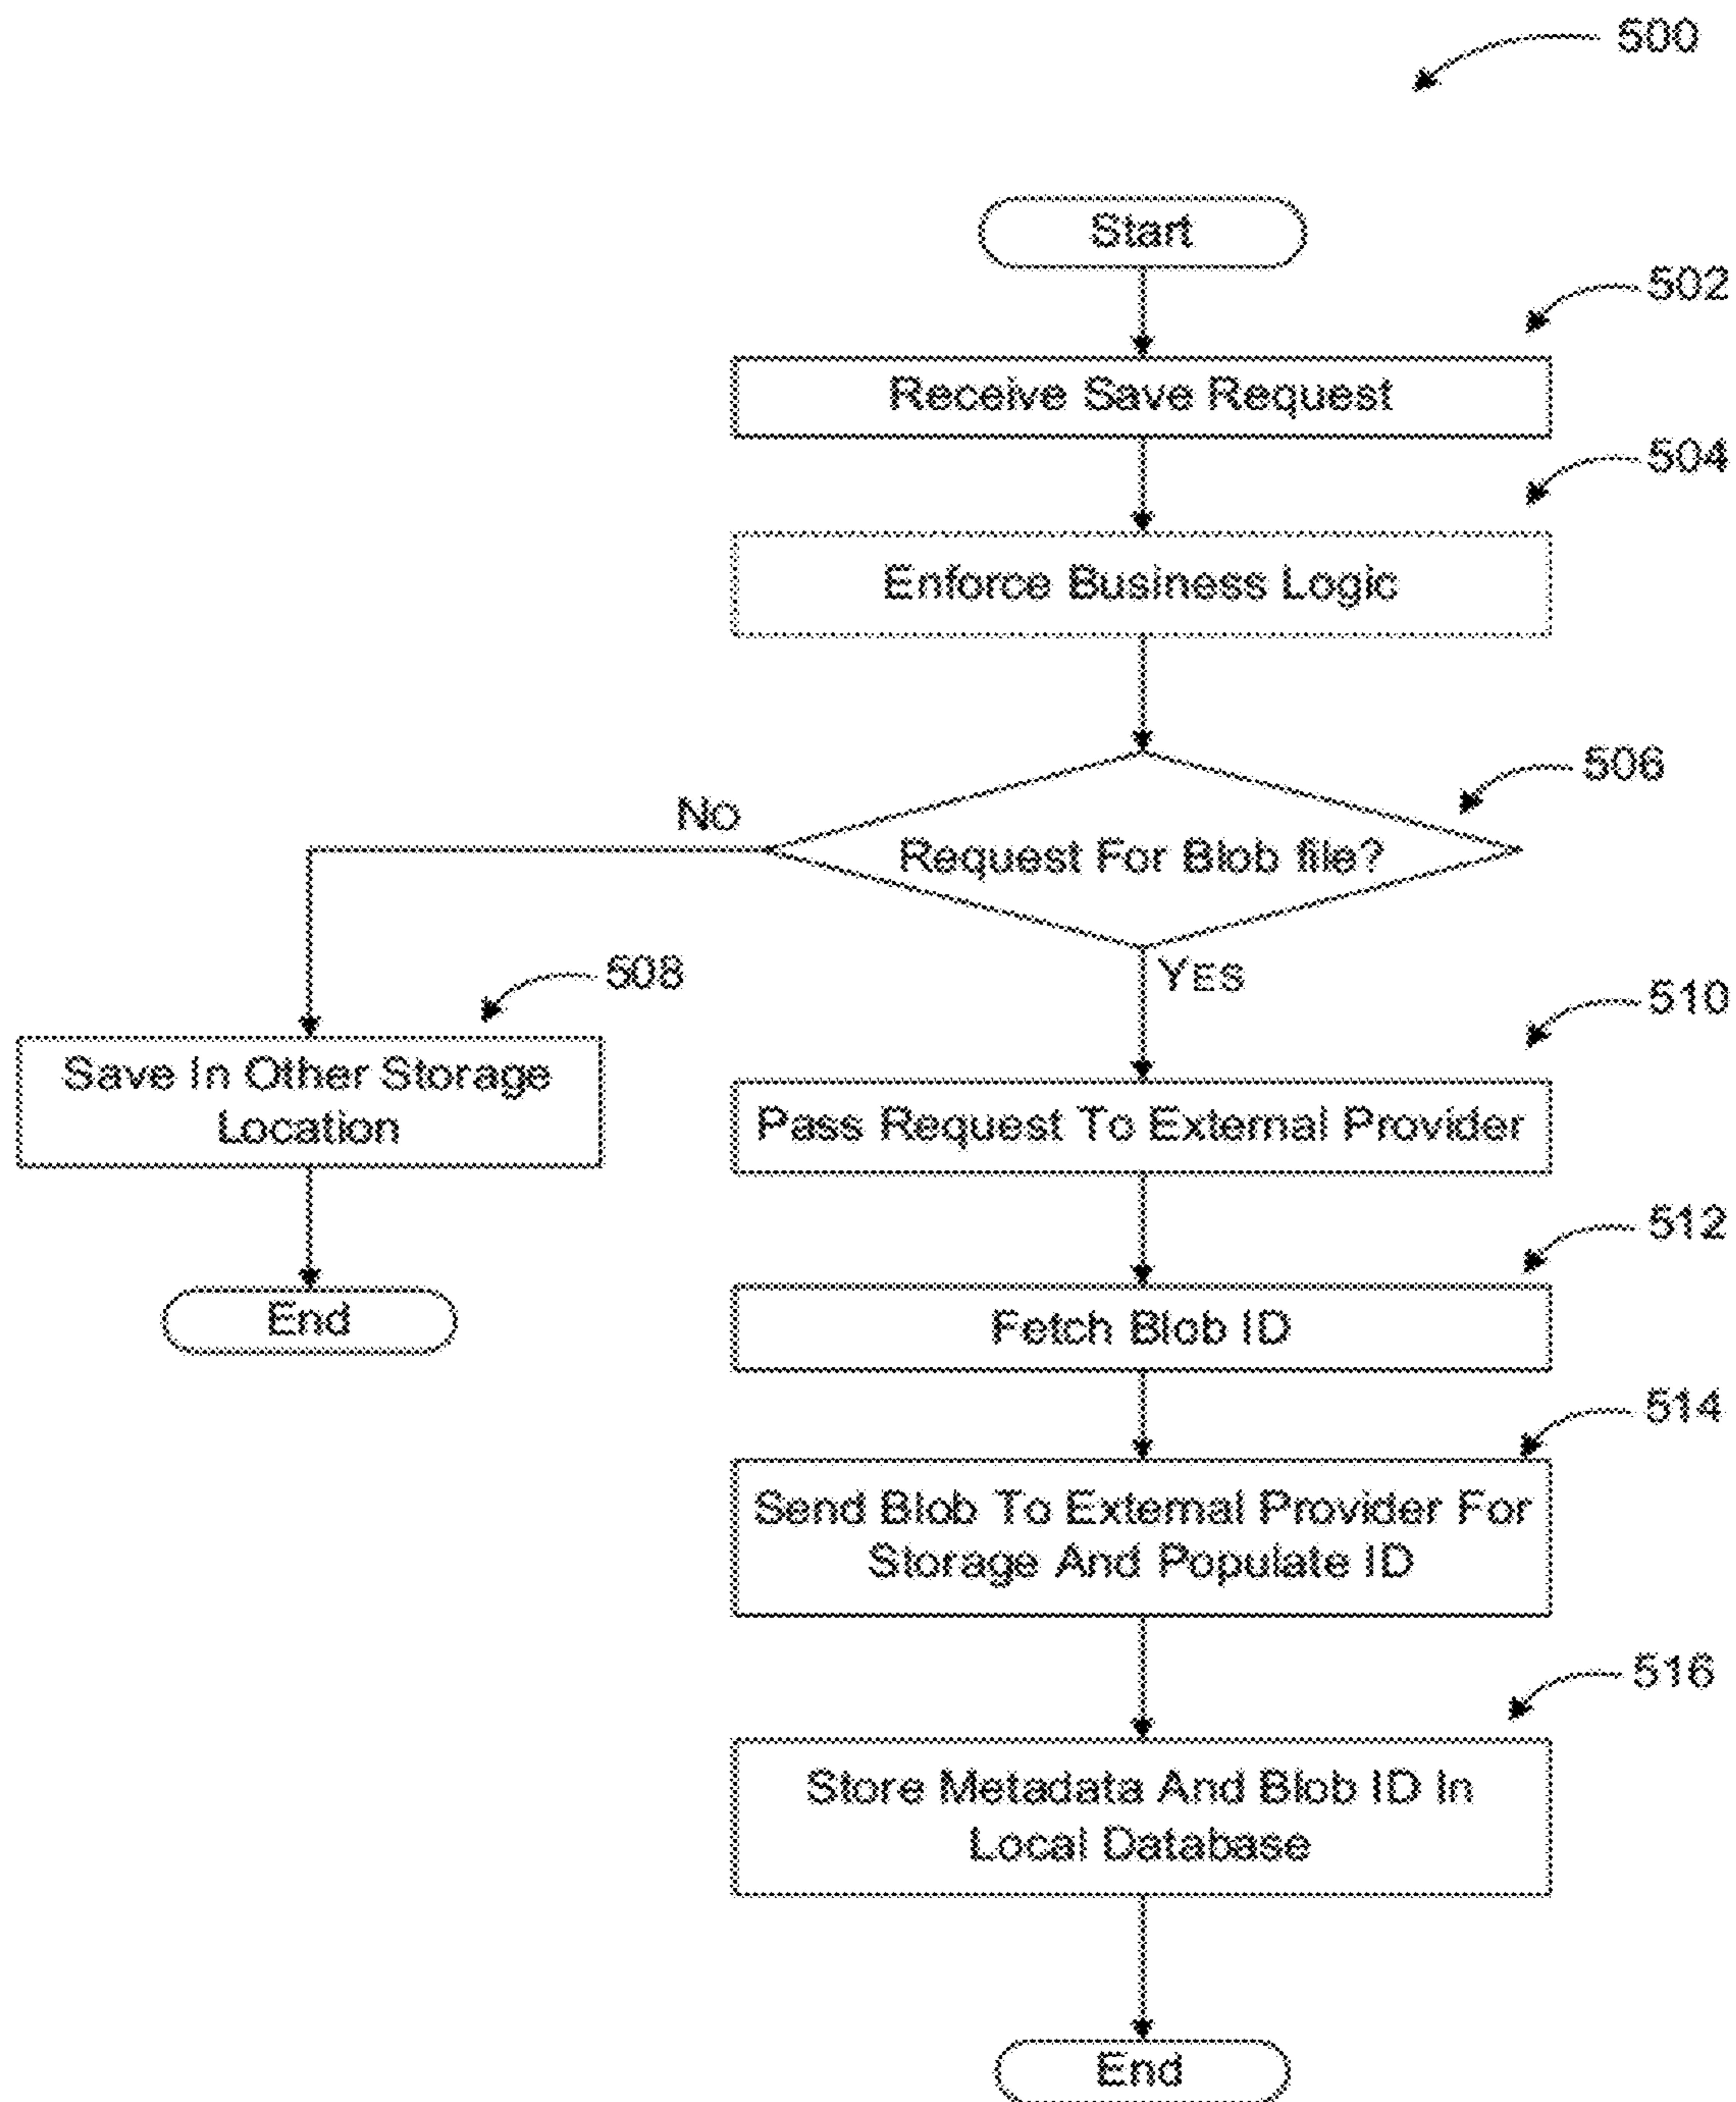 500
Start
502
Receive Save Request
504
Enforce Business Logic
506
No
Request For Blob file?
YES
508
Save In Other Storage
Location
End
510
Pass Request To External Provider
512
Fetch Blob ID
514
Send Blob To External Provider For
Storage And Populate ID
516
Store Metadata And Blob ID In
Local Database
End